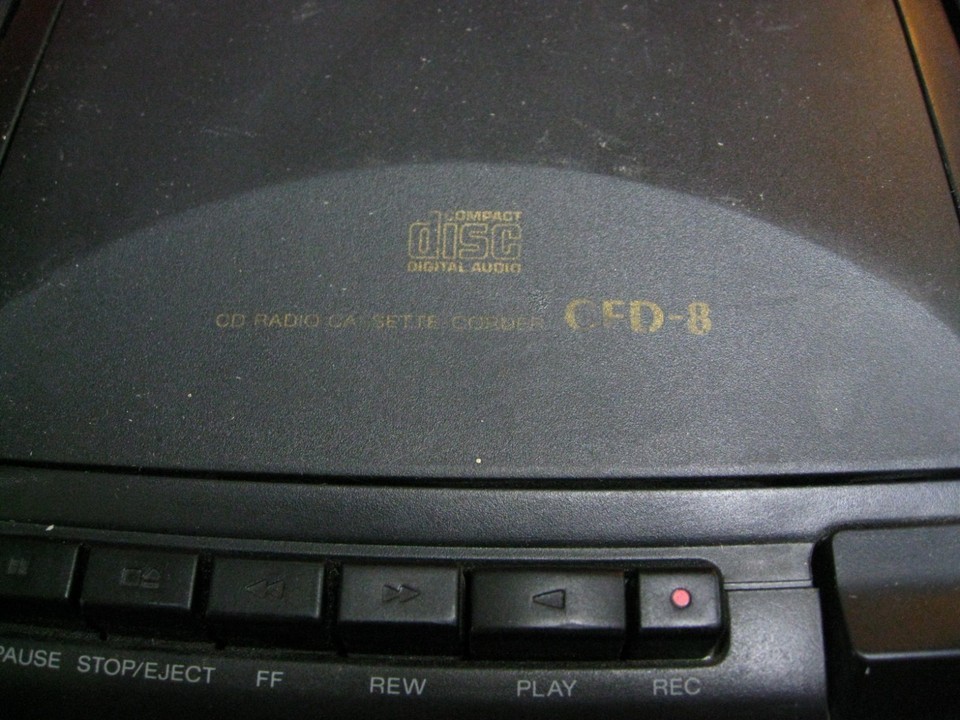 COMPACT
disc
DIGITAL AUDIO
CD RADIO CASSETTE CORDER CFD-8
PAUSE STOP/EJECT FF REW PLAY REC